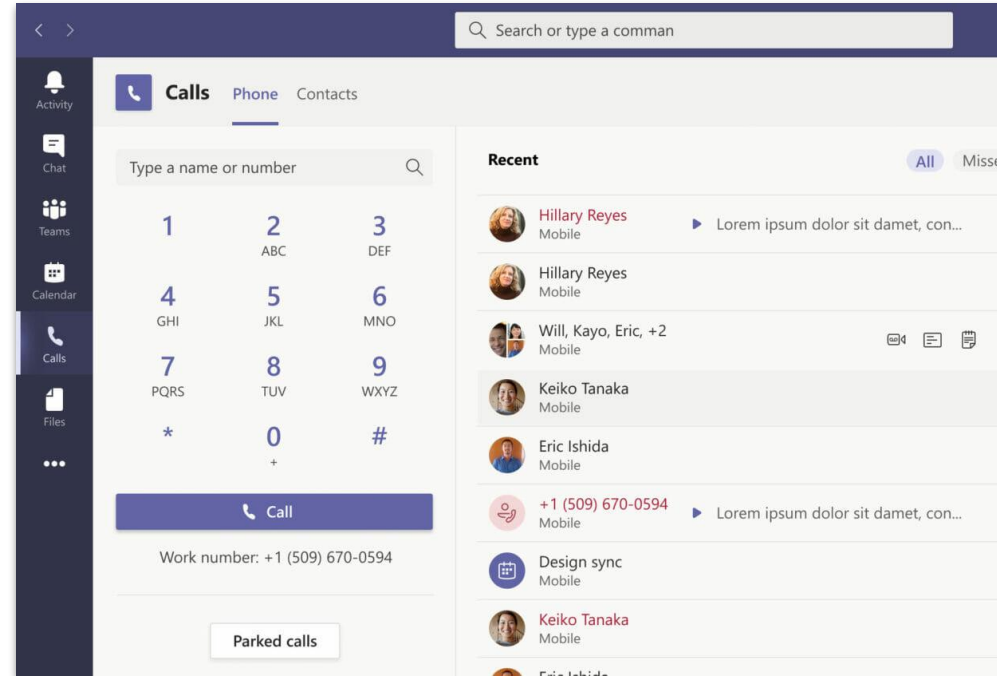 Search or type a comman
Activity
Chat
Teams
Calendar
Calls
Files
Calls Phone Contacts
Type a name or number
1 2 3
ABC DEF
4 5 6
GHI JKL MNO
7 8 9
PQRS TUV WXYZ
* 0 #
+
Call
Work number: +1 (509) 670-0594
Parked calls
Recent All Misse
Hillary Reyes Lorem ipsum dolor sit damet, con...
Mobile
Hillary Reyes
Mobile
Will, Kayo, Eric, +2
Mobile
Keiko Tanaka
Mobile
Eric Ishida
Mobile
+1 (509) 670-0594 Lorem ipsum dolor sit damet, con...
Mobile
Design sync
Mobile
Keiko Tanaka
Mobile
Eric Ishida